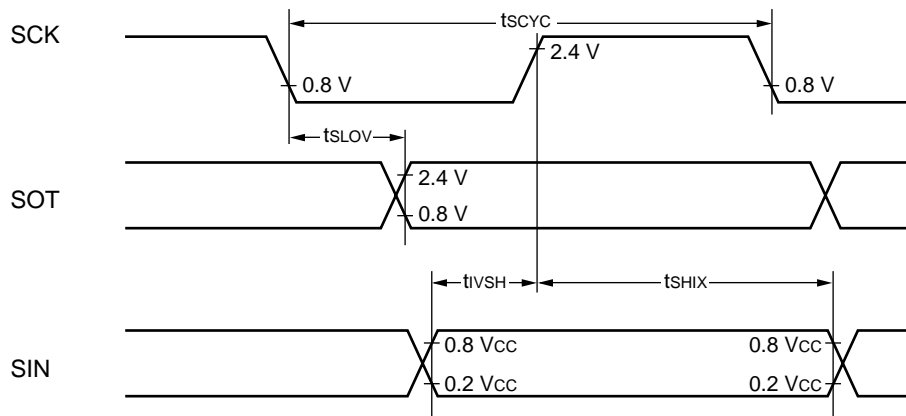 tSCYC
SCK
2.4 V
0.8 V
0.8 V
tSLOV
2.4 V
SOT
0.8 V
tIVSH
tSHIX
0.8 VCC
0.8 VCC
SIN
0.2 VCC
0.2 VCC